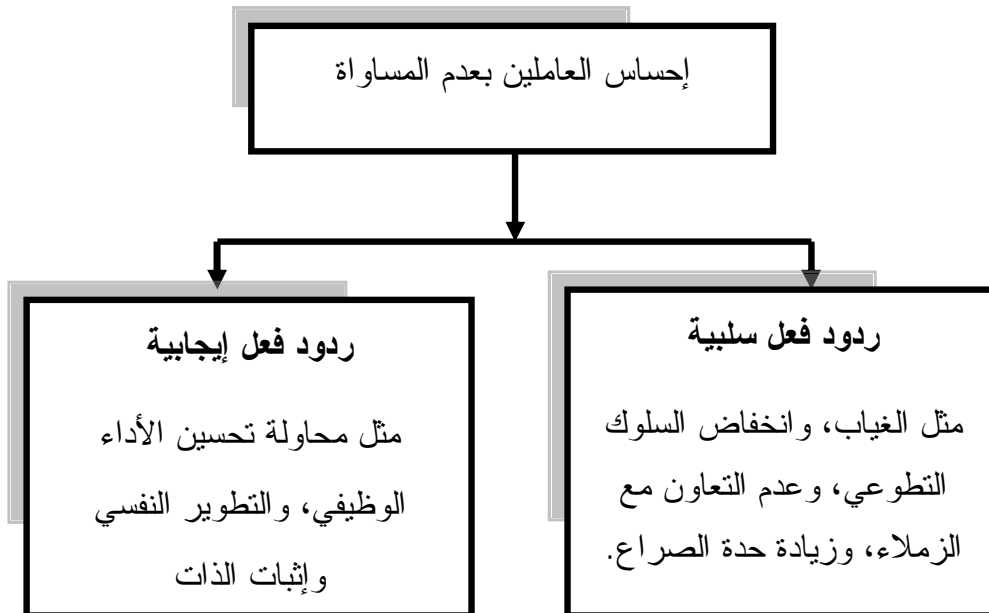 إحساس العاملين بعدم المساواة
ردود فعل سلبية
مثل الغياب، وانخفاض السلوك
التطوعي، وعدم التعاون مع
الزملاء، وزيادة حدة الصراع.
ردود فعل إيجابية
مثل محاولة تحسين الأداء
الوظيفي، والتطوير النفسي
وإثبات الذات